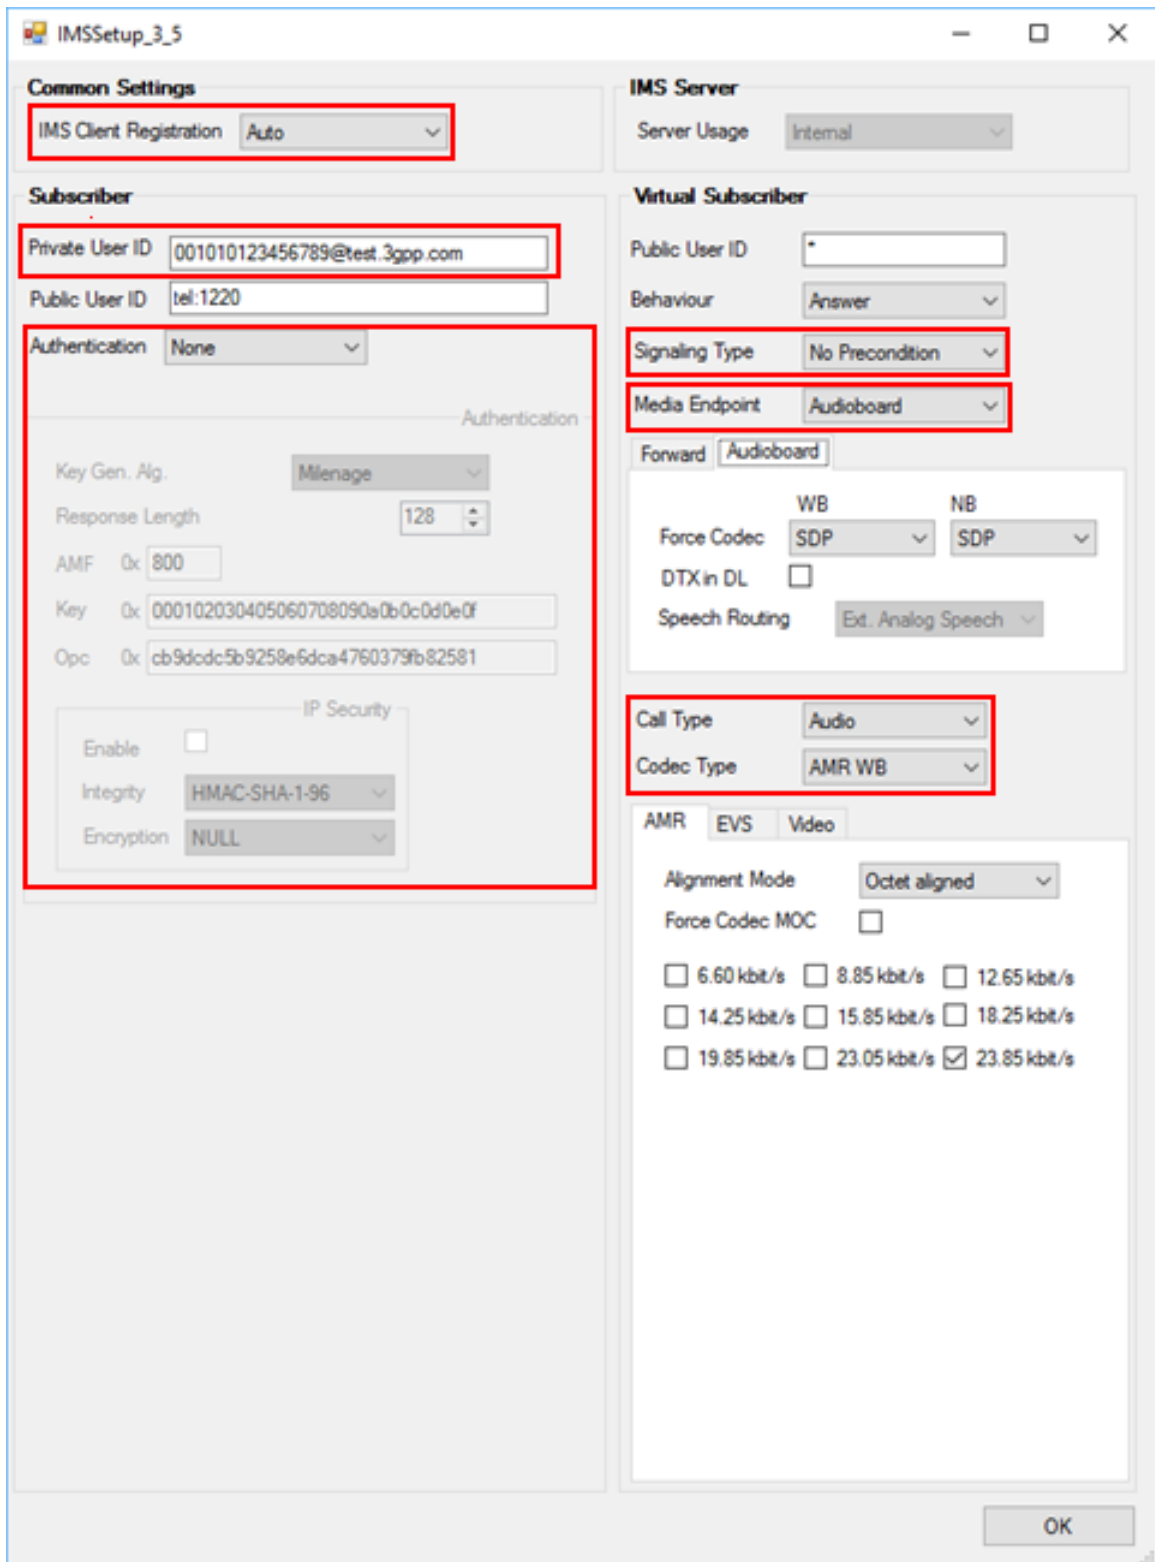 IMSSetup_3_5
Common Settings
IMS Client Registration Auto
IMS Server
Server Usage Internal
Subscriber
Private User ID 001010123456789@test.3gpp.com
Public User ID tel:1220
Authentication None
Authentication
Key Gen. Alg. Milenage
Response Length 128
AMF 0x 800
Key 0x 000102030405060708090a0b0c0d0e0f
Opc 0x cb9dcdc5b9258e6dca4760379fb82581
IP Security
Enable
Integrity HMAC-SHA-1-96
Encryption NULL
Virtual Subscriber
Public User ID *
Behaviour Answer
Signaling Type No Precondition
Media Endpoint Audioboard
Forward Audioboard
WB NB
Force Codec SDP SDP
DTX in DL
Speech Routing Ext. Analog Speech
Call Type Audio
Codec Type AMR WB
AMR EVS Video
Alignment Mode Octet aligned
Force Codec MOC
6.60 kbit/s 8.85 kbit/s 12.65 kbit/s
14.25 kbit/s 15.85 kbit/s 18.25 kbit/s
19.85 kbit/s 23.05 kbit/s 23.85 kbit/s
OK